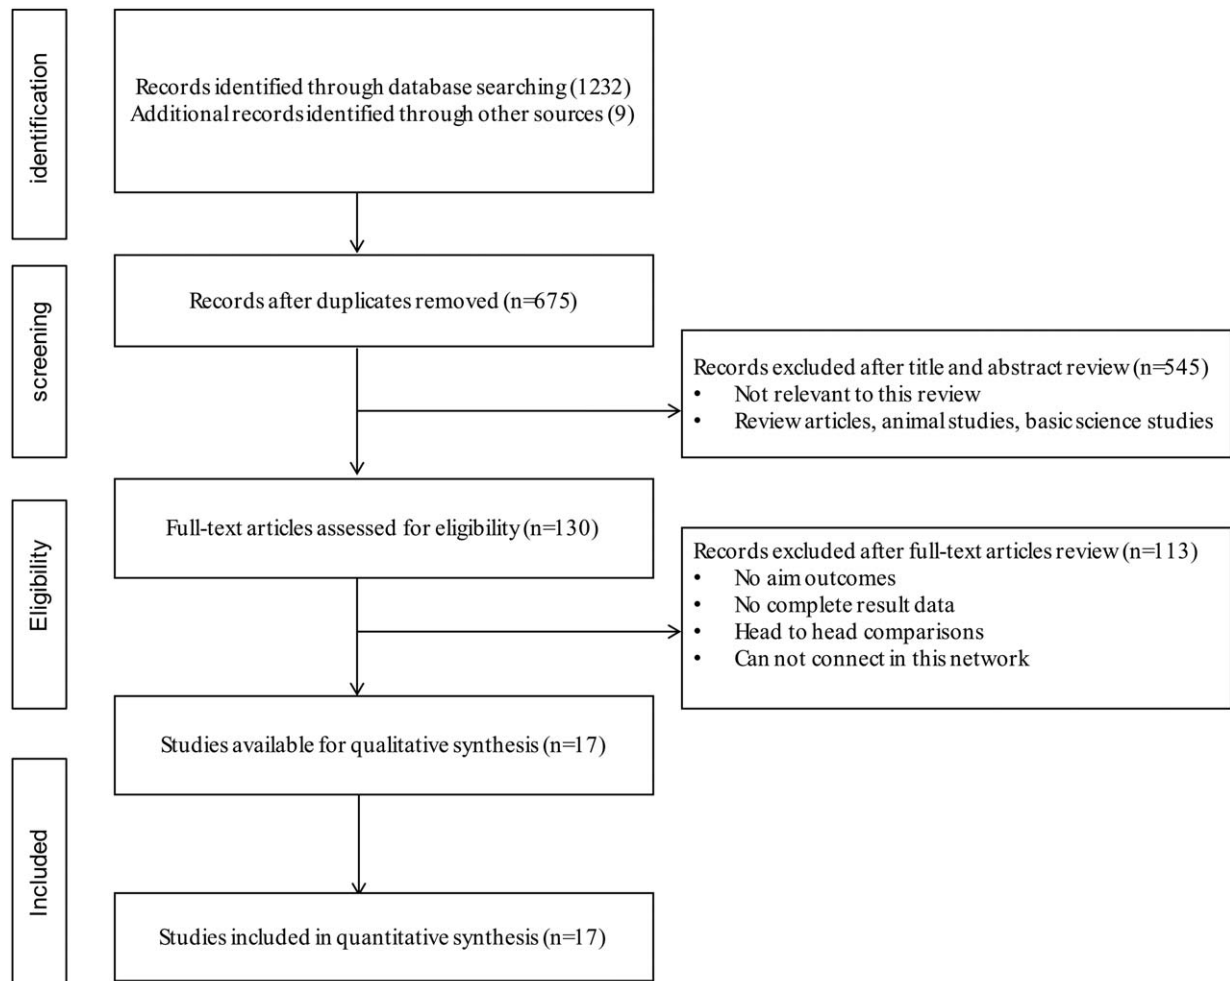 identification
Records identified through database searching (1232)
Additional records identified through other sources (9)
screening
Records after duplicates removed (n=675)
Records excluded after title and abstract review (n=545)
• Not relevant to this review
• Review articles, animal studies, basic science studies
Eligibility
Full-text articles assessed for eligibility (n=130)
Records excluded after full-text articles review (n=113)
• No aim outcomes
• No complete result data
• Head to head comparisons
• Can not connect in this network
Studies available for qualitative synthesis (n=17)
Included
Studies included in quantitative synthesis (n=17)